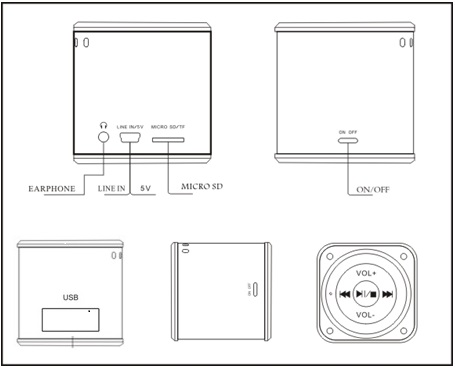 LINE IN/5V MICRO SD/TF
ON OFF
EARPHONE LINE IN 5V MICRO SD
ON/OFF
USB
ON OFF
VOL+
VOL-